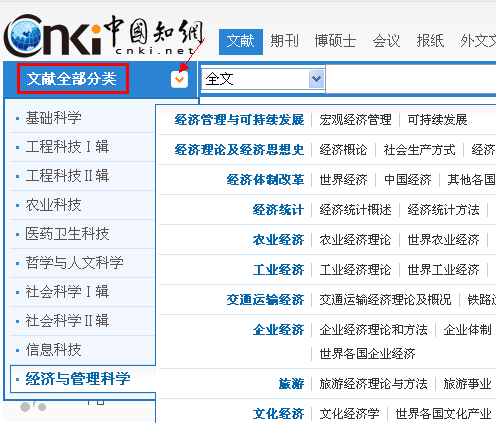 cnki 中國知網
cnki.net
文献 期刊 博硕士 会议 报纸 外文文
文献全部分类 全文
基础科学
工程科技Ⅰ辑
工程科技Ⅱ辑
农业科技
医药卫生科技
哲学与人文科学
社会科学Ⅰ辑
社会科学Ⅱ辑
信息科技
经济与管理科学
经济管理与可持续发展 宏观经济管理 可持续发展
经济理论及经济思想史 经济概论 社会生产方式 经济
经济体制改革 世界经济 中国经济 其他各国
经济统计 经济统计概述 经济统计方法
农业经济 农业经济理论 世界农业经济
工业经济 工业经济理论 世界工业经济
交通运输经济 交通运输经济理论及概况 铁路
企业经济 企业经济理论和方法 企业体制
世界各国企业经济
旅游 旅游经济理论与方法 旅游事业
文化经济 文化经济学 世界各国文化产业